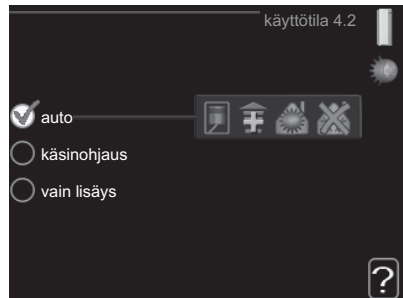 käyttötila 4.2
auto
käsinohjaus
vain lisäys
?